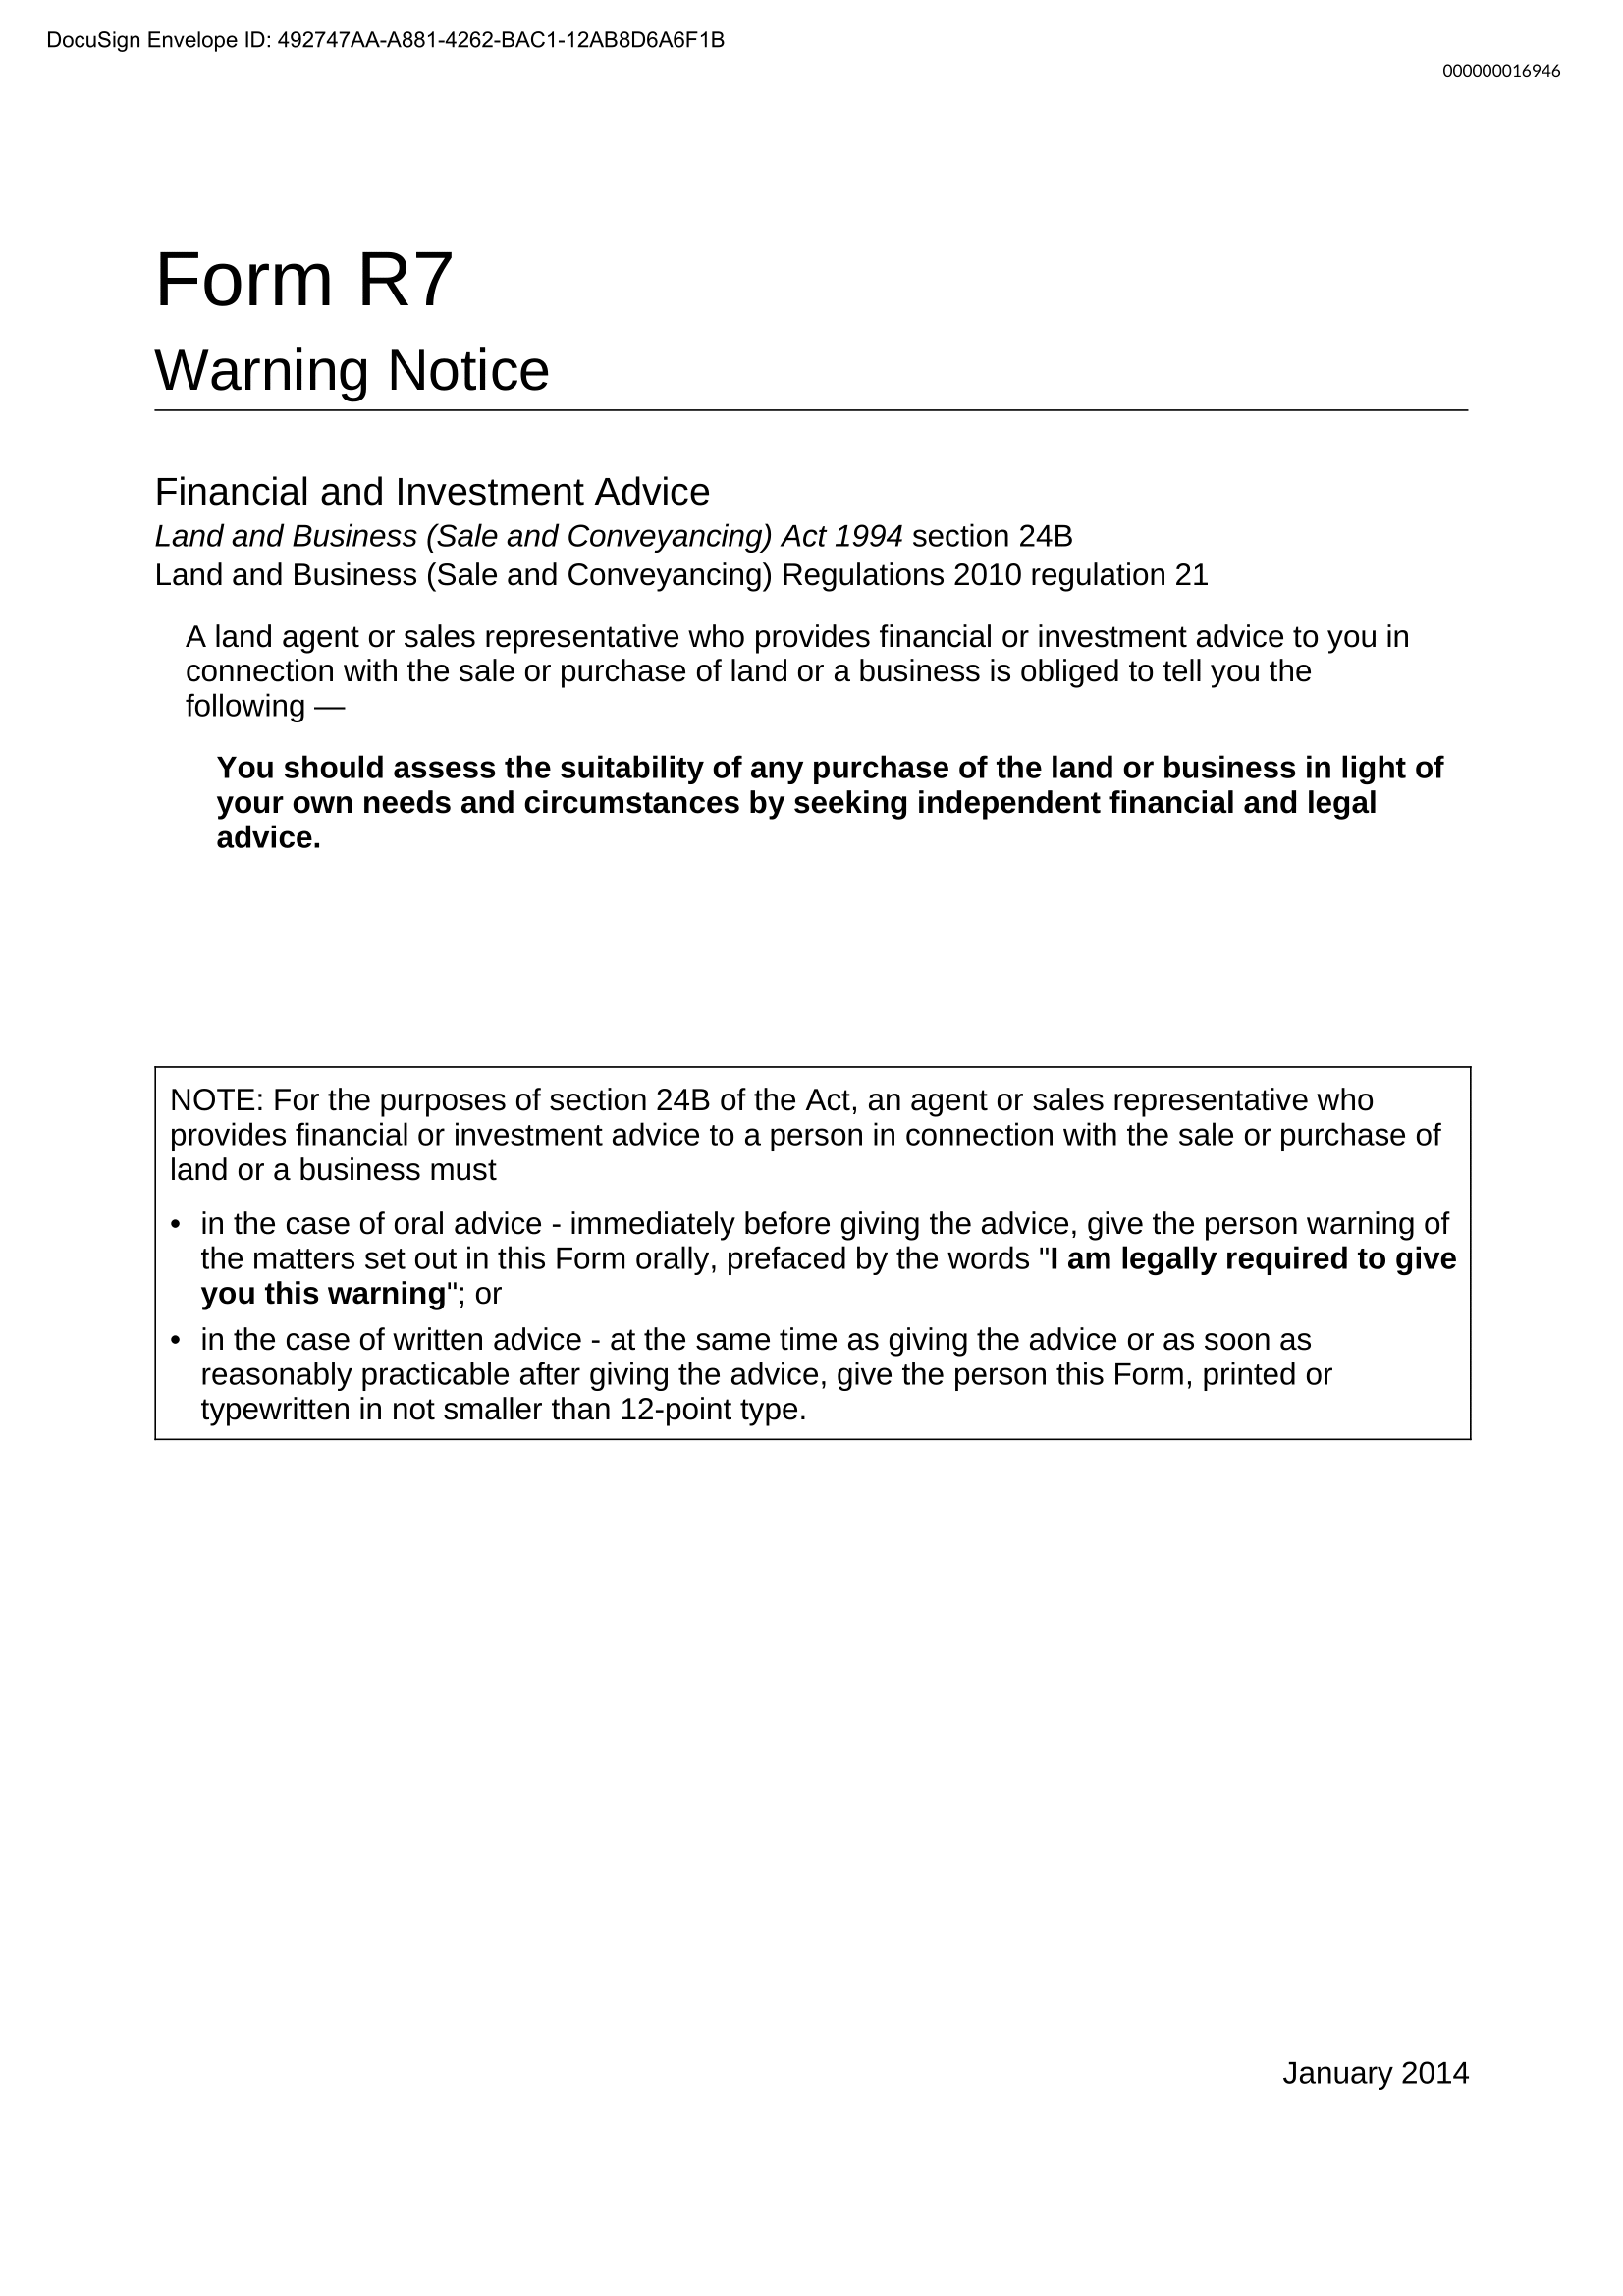 DocuSign Envelope ID: 492747AA-A881-4262-BAC1-12AB8D6A6F1B
000000016946
Form R7
Warning Notice
Financial and Investment Advice
Land and Business (Sale and Conveyancing) Act 1994 section 24B
Land and Business (Sale and Conveyancing) Regulations 2010 regulation 21
A land agent or sales representative who provides financial or investment advice to you in
connection with the sale or purchase of land or a business is obliged to tell you the
following —
You should assess the suitability of any purchase of the land or business in light of
your own needs and circumstances by seeking independent financial and legal
advice.
NOTE: For the purposes of section 24B of the Act, an agent or sales representative who
provides financial or investment advice to a person in connection with the sale or purchase of
land or a business must
• in the case of oral advice - immediately before giving the advice, give the person warning of
the matters set out in this Form orally, prefaced by the words "I am legally required to give
you this warning"; or
• in the case of written advice - at the same time as giving the advice or as soon as
reasonably practicable after giving the advice, give the person this Form, printed or
typewritten in not smaller than 12-point type.
January 2014